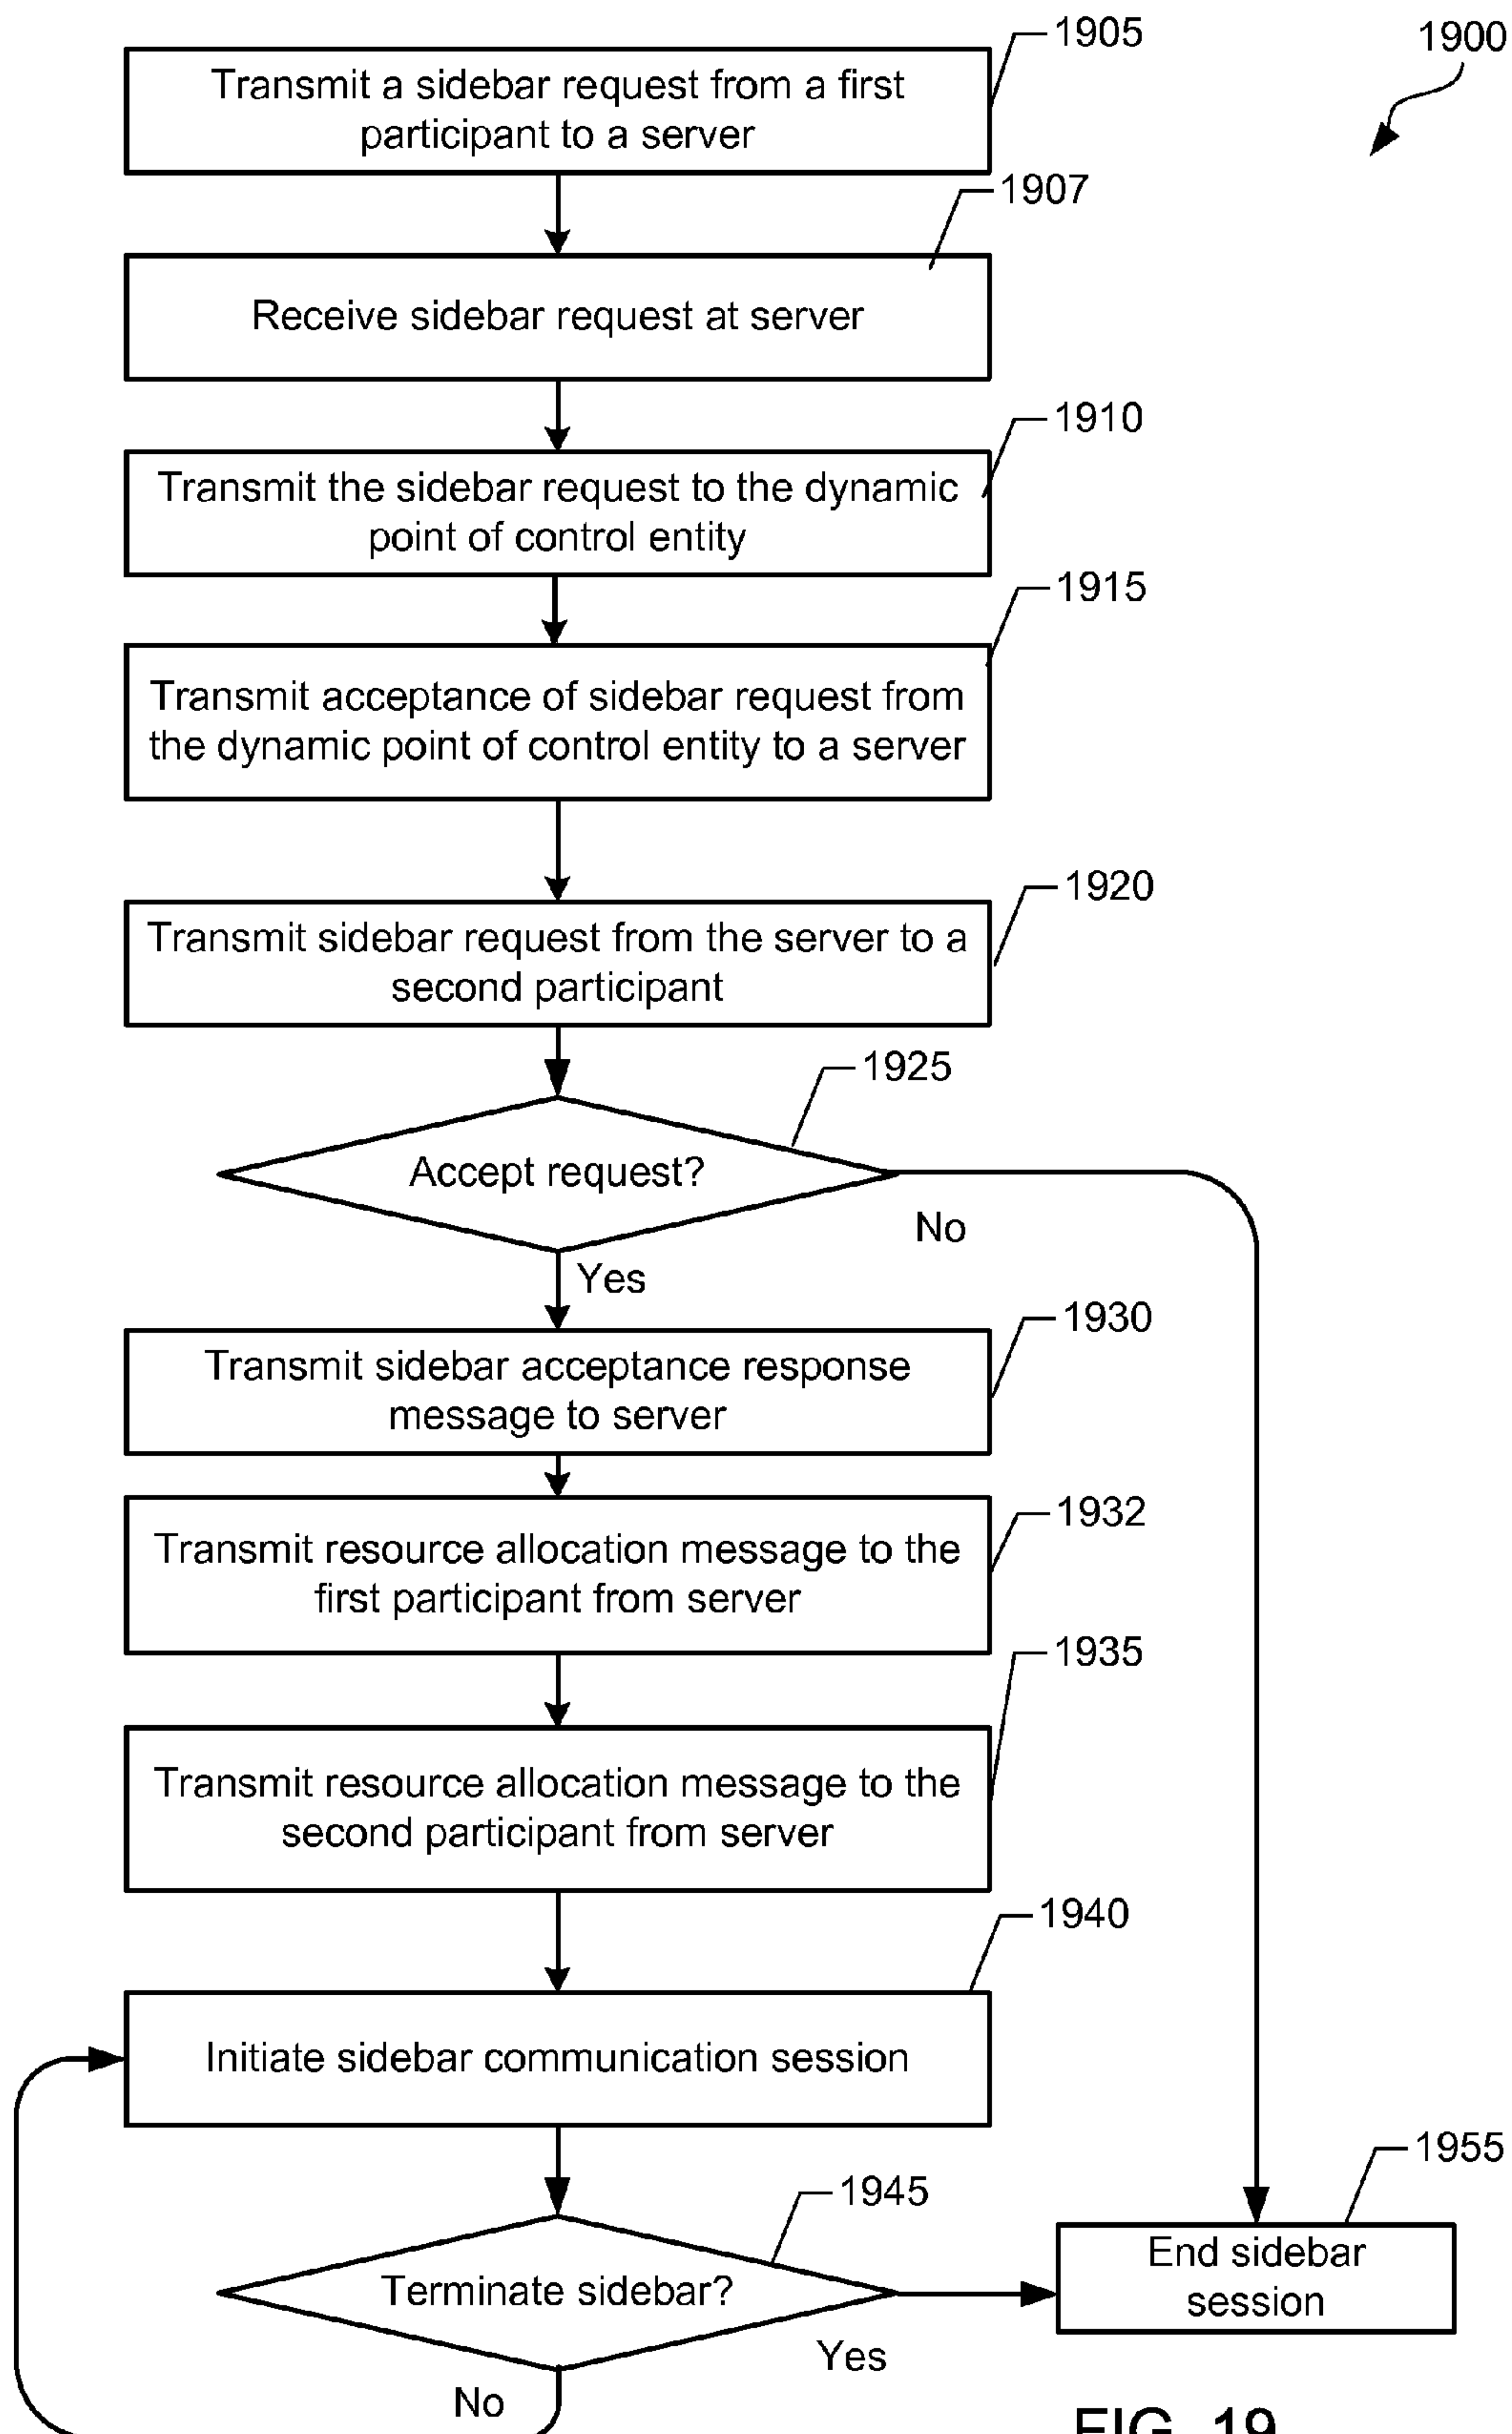 1905
1900
Transmit a sidebar request from a first
participant to a server
1907
Receive sidebar request at server
1910
Transmit the sidebar request to the dynamic
point of control entity
1915
Transmit acceptance of sidebar request from
the dynamic point of control entity to a server
1920
Transmit sidebar request from the server to a
second participant
1925
Accept request?
No
Yes
1930
Transmit sidebar acceptance response
message to server
1932
Transmit resource allocation message to the
first participant from server
1935
Transmit resource allocation message to the
second participant from server
1940
Initiate sidebar communication session
1945
1955
Terminate sidebar?
End sidebar
session
Yes
No
FIG. 19